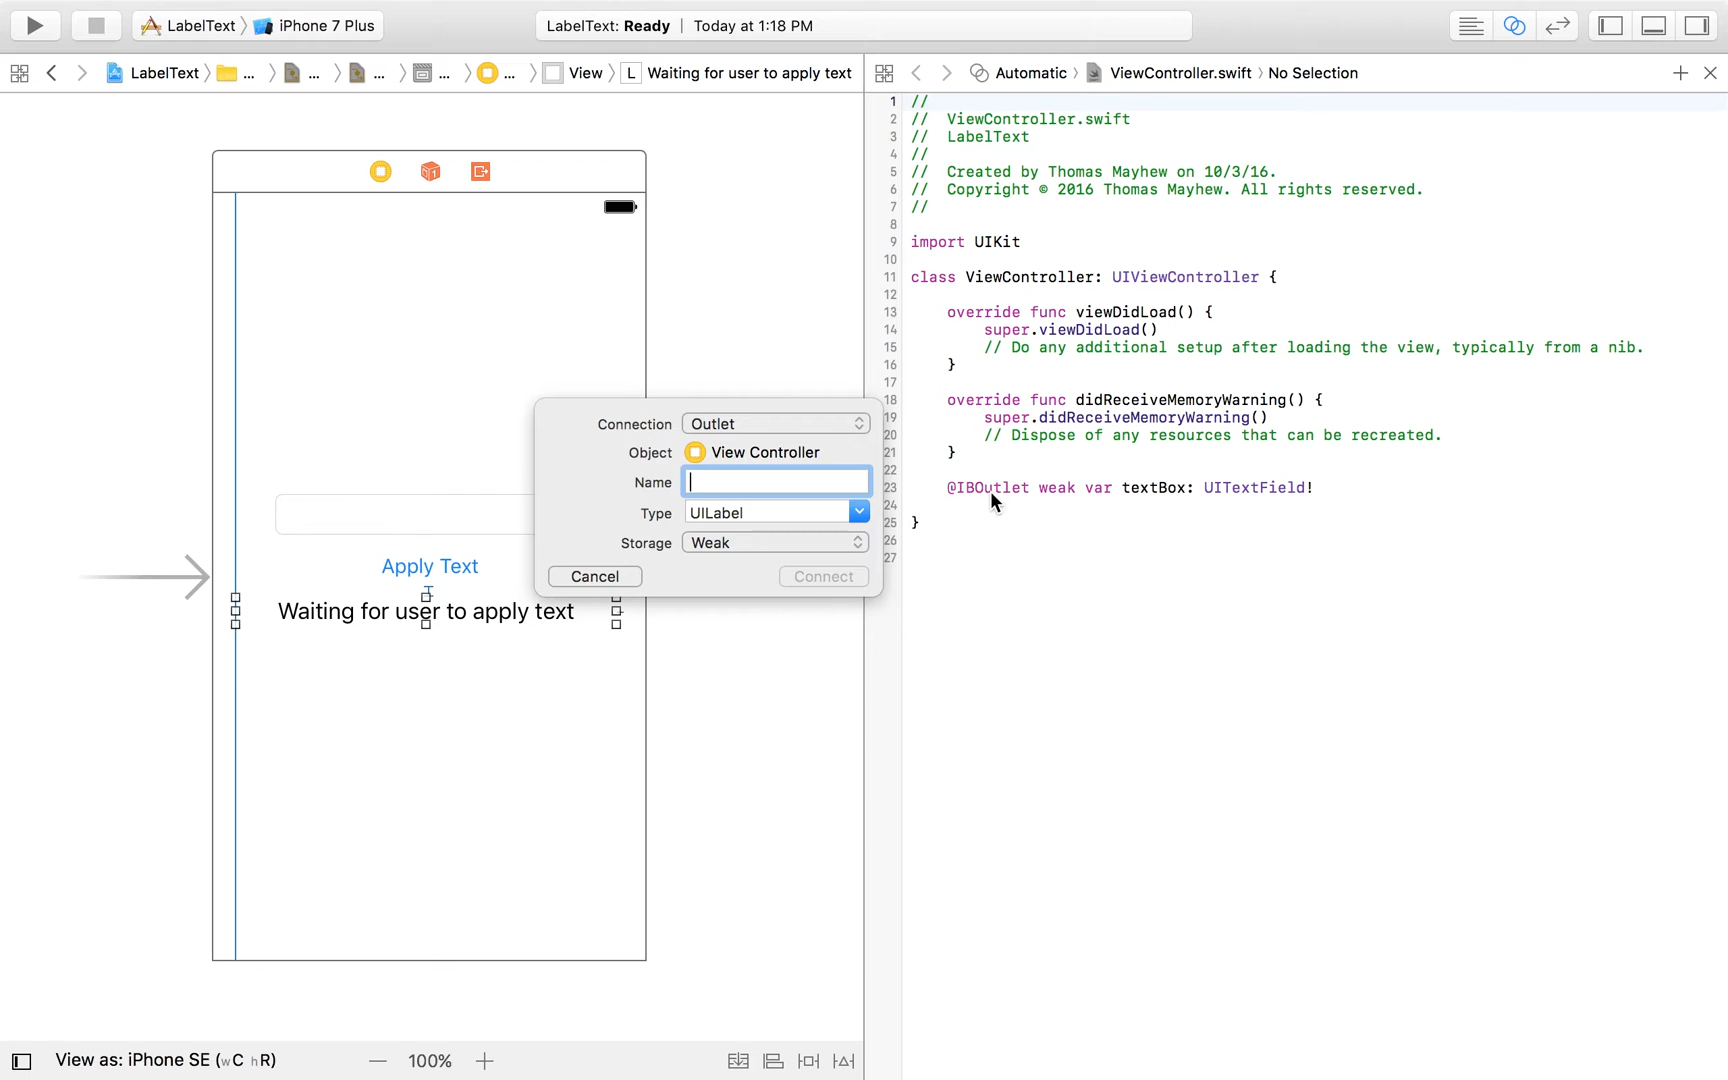 LabelText iPhone 7 Plus
LabelText: Ready | Today at 1:18 PM
LabelText ... ... ... ... ... View L Waiting for user to apply text
Automatic ViewController.swift No Selection
Apply Text
Waiting for user to apply text
Connection Outlet
Object View Controller
Name
Type UILabel
Storage Weak
Cancel Connect
1 //
2 // ViewController.swift
3 // LabelText
4 //
5 // Created by Thomas Mayhew on 10/3/16.
6 // Copyright © 2016 Thomas Mayhew. All rights reserved.
7 //
8
9 import UIKit
10
11 class ViewController: UIViewController {
12
13 override func viewDidLoad() {
14 super.viewDidLoad()
15 // Do any additional setup after loading the view, typically from a nib.
16 }
17
18 override func didReceiveMemoryWarning() {
19 super.didReceiveMemoryWarning()
20 // Dispose of any resources that can be recreated.
21 }
22
23 @IBOutlet weak var textBox: UITextField!
24
25 }
26
27
View as: iPhone SE (wC hR)
— 100% +